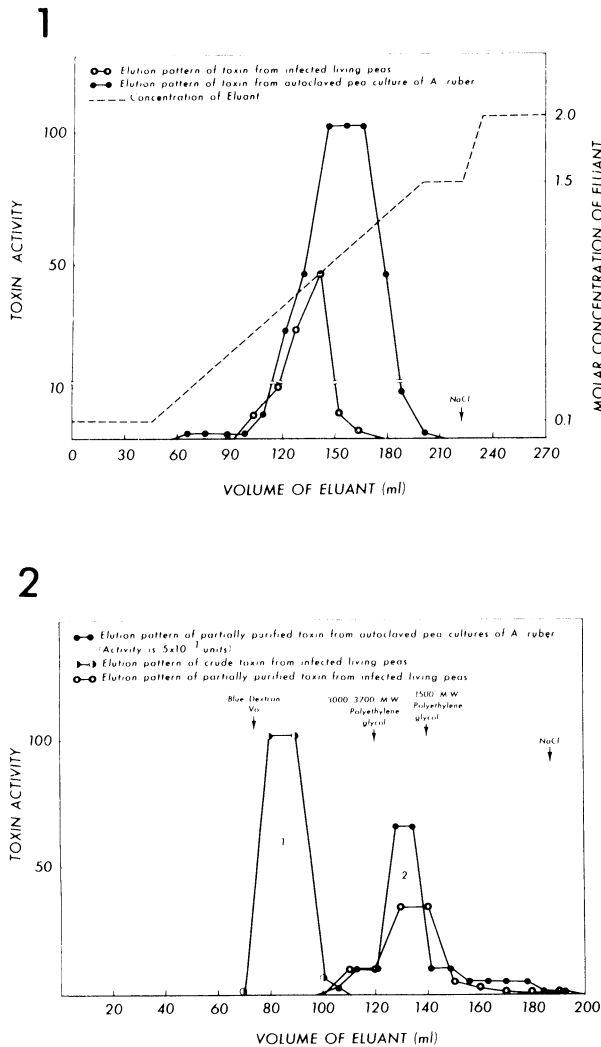 1
Elution pattern of toxin from infected living peas
Elution pattern of toxin from autoclaved pea culture of A ruber
Concentration of Eluant
100
50
10
TOXIN ACTIVITY
2.0
1.5
0.1
MOLAR CONCENTRATION OF ELUANT
NaCl
0 30 60 90 120 150 180 210 240 270
VOLUME OF ELUANT (ml)
2
Elution pattern of partially purified toxin from autoclaved pea cultures of A ruber
(Activity is 5x10 1 units)
Elution pattern of crude toxin from infected living peas
Elution pattern of partially purified toxin from infected living peas
Blue Dextran
Vo
3000 3700 M W
Polyethylene
glycol
1500 M W
Polyethylene
glycol
NaCl
100
50
TOXIN ACTIVITY
1
2
20 40 60 80 100 120 140 160 180 200
VOLUME OF ELUANT (ml)